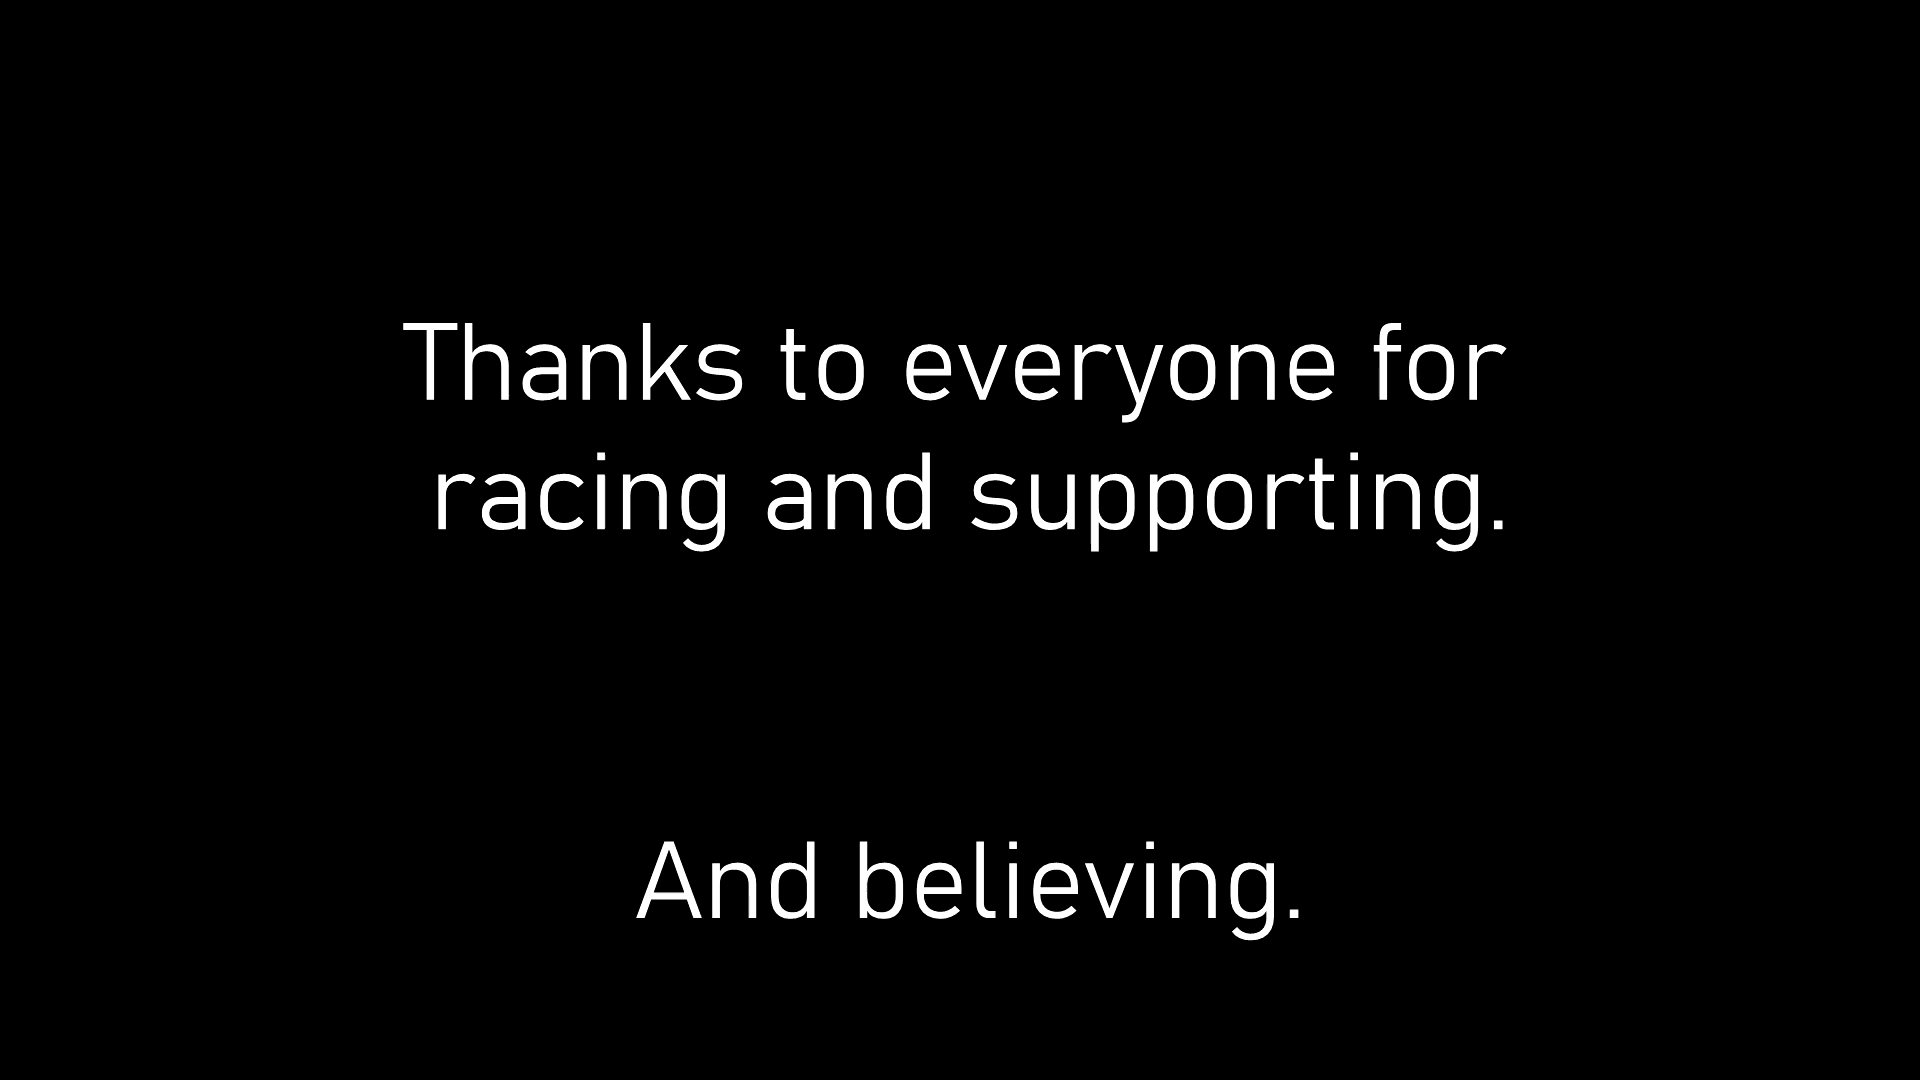 Thanks to everyone for
racing and supporting.
And believing.